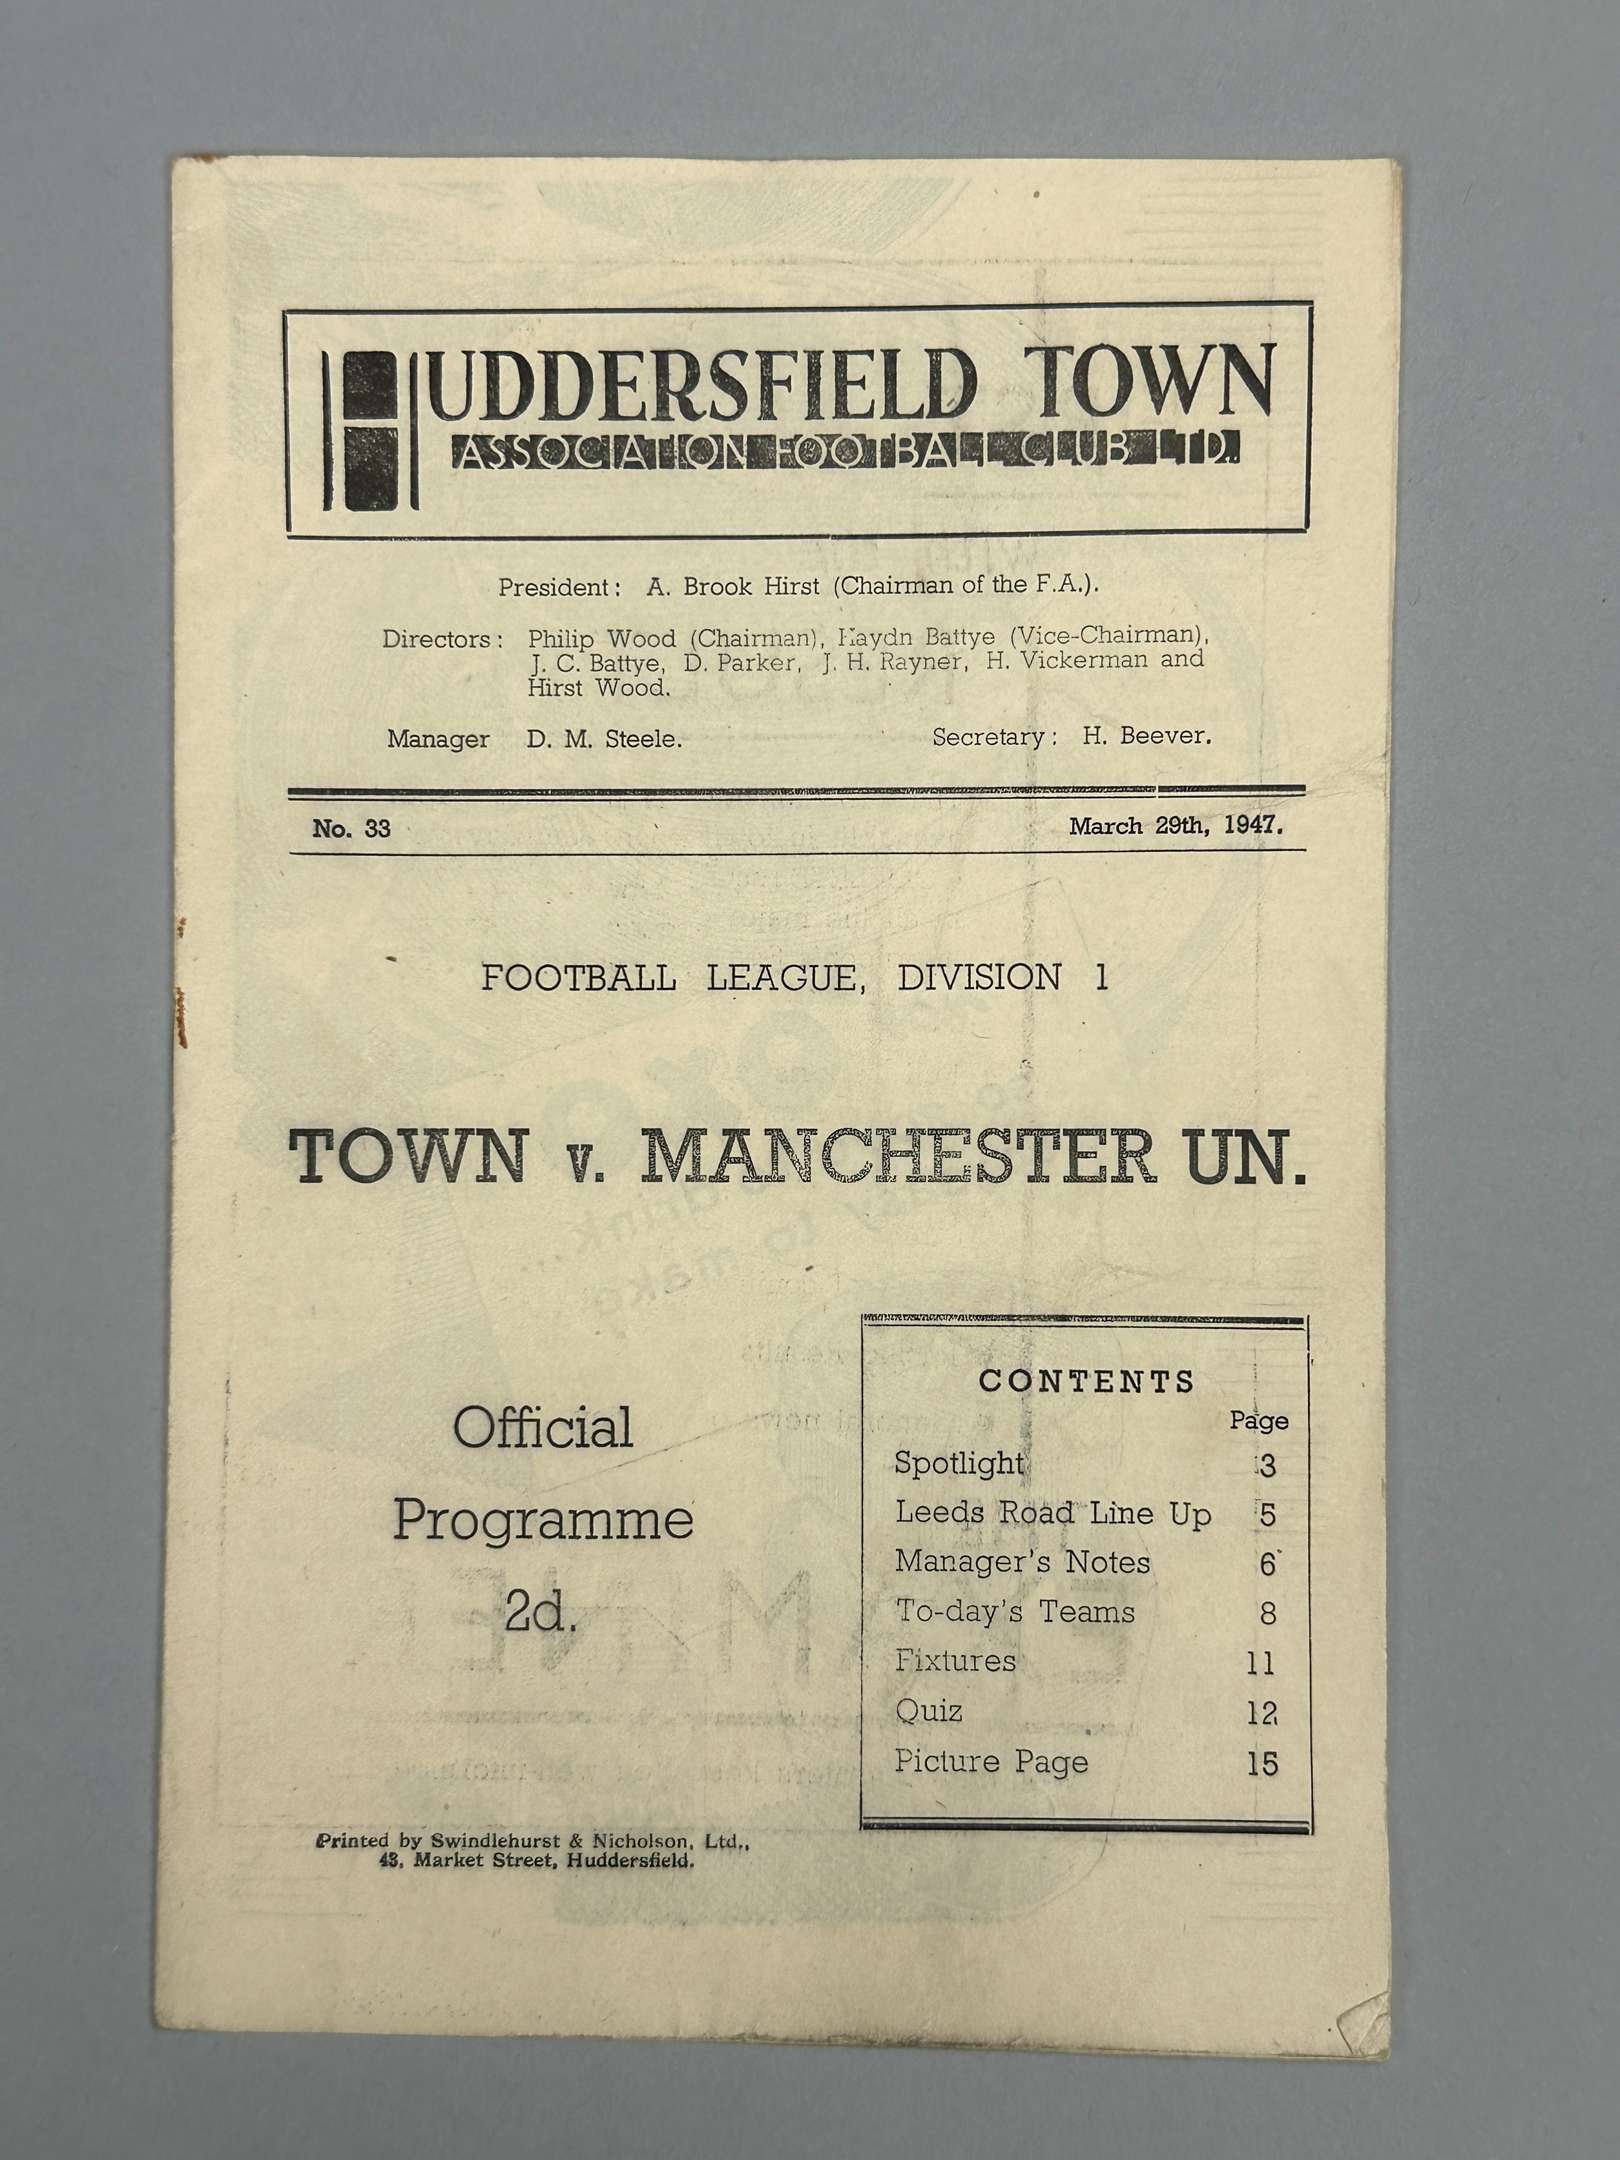 HUDDERSFIELD TOWN
ASSOCIATION FOOTBALL CLUB LTD.
President: A. Brook Hirst (Chairman of the F.A.).
Directors: Philip Wood (Chairman), Haydn Battye (Vice-Chairman),
J. C. Battye, D. Parker, J. H. Rayner, H. Vickerman and
Hirst Wood.
Manager D. M. Steele. Secretary: H. Beever.
No. 33 March 29th, 1947.
FOOTBALL LEAGUE, DIVISION 1
TOWN v. MANCHESTER UN.
Official
Programme
2d.
CONTENTS
Page
Spotlight 3
Leeds Road Line Up 5
Manager's Notes 6
To-day's Teams 8
Fixtures 11
Quiz 12
Picture Page 15
Printed by Swindlehurst & Nicholson, Ltd.,
43, Market Street, Huddersfield.